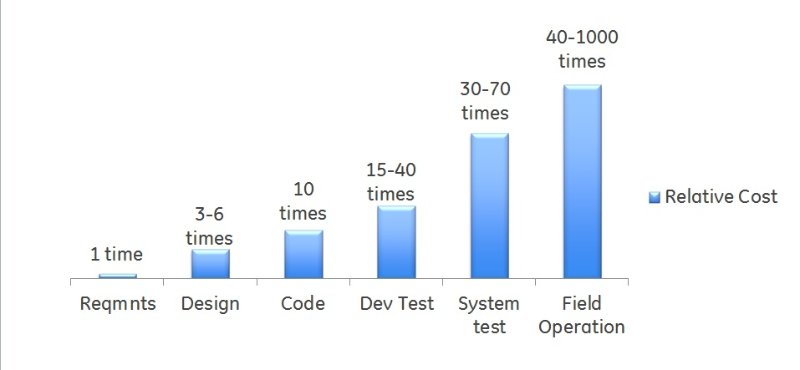 40-1000
times
30-70
times
15-40
times
10
times
3-6
times
1 time
Relative Cost
Reqmnts
Design
Code
Dev Test
System
test
Field
Operation